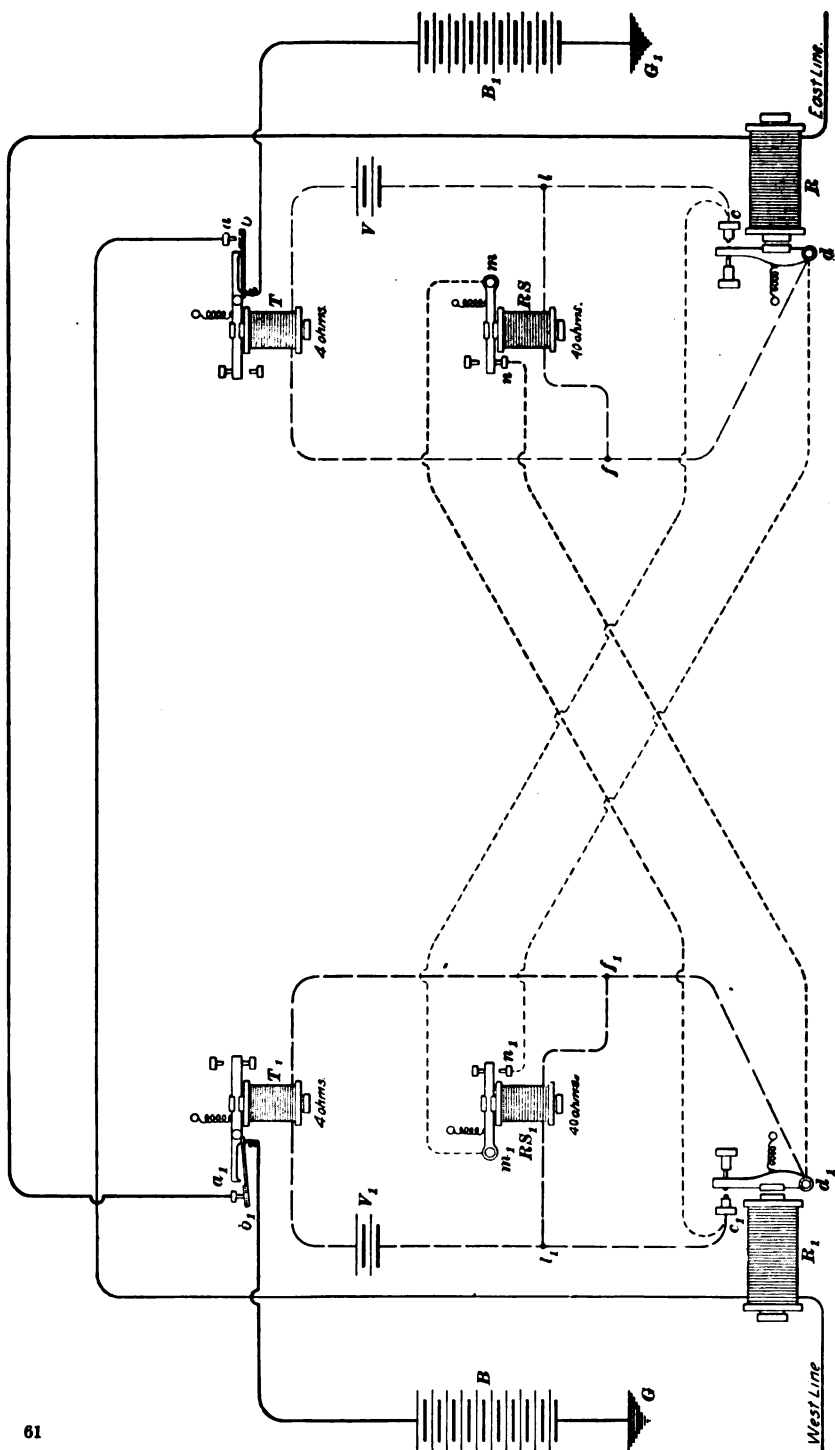 G₁
B₁
East Line.
V
R
a
T
4 ohms.
l
c
m
RS
40 ohms.
n
d
f
f₁
T₁
4 ohms.
n₁
RS₁
40 ohms.
m₁
a₁
b₁
V₁
l₁
c₁
d₁
R₁
B
G
West Line
61